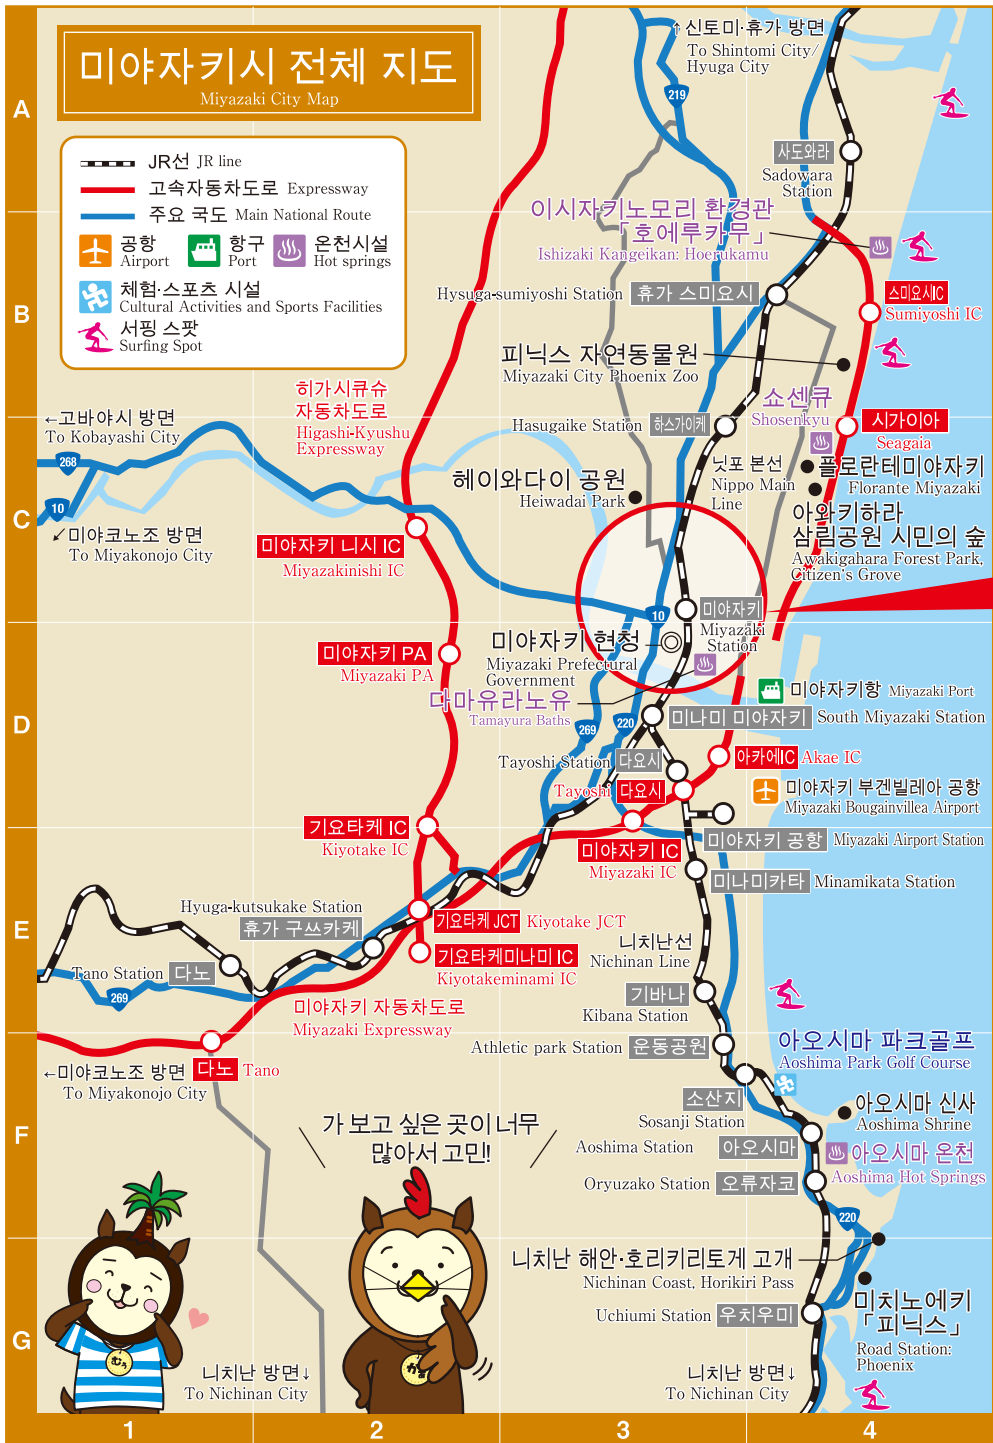 미야자키시 전체 지도
Miyazaki City Map
JR선 JR line
고속자동차도로 Expressway
주요 국도 Main National Route
공항
Airport
항구
Port
온천시설
Hot springs
체험·스포츠 시설
Cultural Activities and Sports Facilities
서핑 스팟
Surfing Spot
A
B
C
D
E
F
G
1
2
3
4
↑신토미·휴가 방면
To Shintomi City/
Hyuga City
219
사도와라
Sadowara
Station
이시자키노모리 환경관
「호에루카무」
Ishizaki Kangeikan: Hoerukamu
Hysuga-sumiyoshi Station 휴가 스미요시
스미요시IC
Sumiyoshi IC
피닉스 자연동물원
Miyazaki City Phoenix Zoo
쇼센큐
Shosenkyu
히가시큐슈
자동차도로
Higashi-Kyushu
Expressway
←고바야시 방면
To Kobayashi City
268
10
↙미야코노조 방면
To Miyakonojo City
Hasugaike Station 하스가이케
시가이아
Seagaia
닛포 본선
Nippo Main
Line
플로란테미야자키
Florante Miyazaki
헤이와다이 공원
Heiwadai Park
아와키하라
삼림공원 시민의 숲
Awakigahara Forest Park,
Citizen's Grove
미야자키 니시 IC
Miyazakinishi IC
10
미야자키
Miyazaki
Station
미야자키 현청
Miyazaki Prefectural
Government
미야자키 PA
Miyazaki PA
다마유라노유
Tamayura Baths
미야자키항 Miyazaki Port
미나미 미야자키 South Miyazaki Station
269
220
Tayoshi Station 다요시
아카에IC Akae IC
Tayoshi 다요시
미야자키 부겐빌레아 공항
Miyazaki Bougainvillea Airport
기요타케 IC
Kiyotake IC
미야자키 IC
Miyazaki IC
미야자키 공항 Miyazaki Airport Station
미나미카타 Minamikata Station
Hyuga-kutsukake Station
휴가 구쓰카케
기요타케 JCT Kiyotake JCT
기요타케미나미 IC
Kiyotakeminami IC
Tano Station 다노
269
니치난선
Nichinan Line
미야자키 자동차도로
Miyazaki Expressway
기바나
Kibana Station
Athletic park Station 운동공원
아오시마 파크골프
Aoshima Park Golf Course
←미야코노조 방면
To Miyakonojo City
다노 Tano
소산지
Sosanji Station
아오시마 신사
Aoshima Shrine
가 보고 싶은 곳이 너무
많아서 고민!
Aoshima Station 아오시마
아오시마 온천
Aoshima Hot Springs
Oryuzako Station 오류자코
220
니치난 해안·호리키리토게 고개
Nichinan Coast, Horikiri Pass
미치노에키
「피닉스」
Road Station:
Phoenix
Uchiumi Station 우치우미
むぅ
니치난 방면↓
To Nichinan City
니치난 방면↓
To Nichinan City